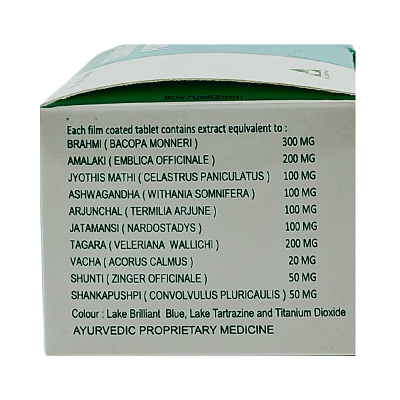 80x70x52mm
Each film coated tablet contains extract equivalent to :
BRAHMI ( BACOPA MONNERI ) 300 MG
AMALAKI ( EMBLICA OFFICINALE ) 200 MG
JYOTHIS MATHI ( CELASTRUS PANICULATUS ) 100 MG
ASHWAGANDHA ( WITHANIA SOMNIFERA ) 100 MG
ARJUNCHAL ( TERMILIA ARJUNE ) 100 MG
JATAMANSI ( NARDOSTADYS ) 100 MG
TAGARA ( VELERIANA WALLICHI ) 200 MG
VACHA ( ACORUS CALMUS ) 20 MG
SHUNTI ( ZINGER OFFICINALE ) 50 MG
SHANKAPUSHPI ( CONVOLVULUS PLURICAULIS ) 50 MG
Colour : Lake Brilliant Blue, Lake Tartrazine and Titanium Dioxide
AYURVEDIC PROPRIETARY MEDICINE